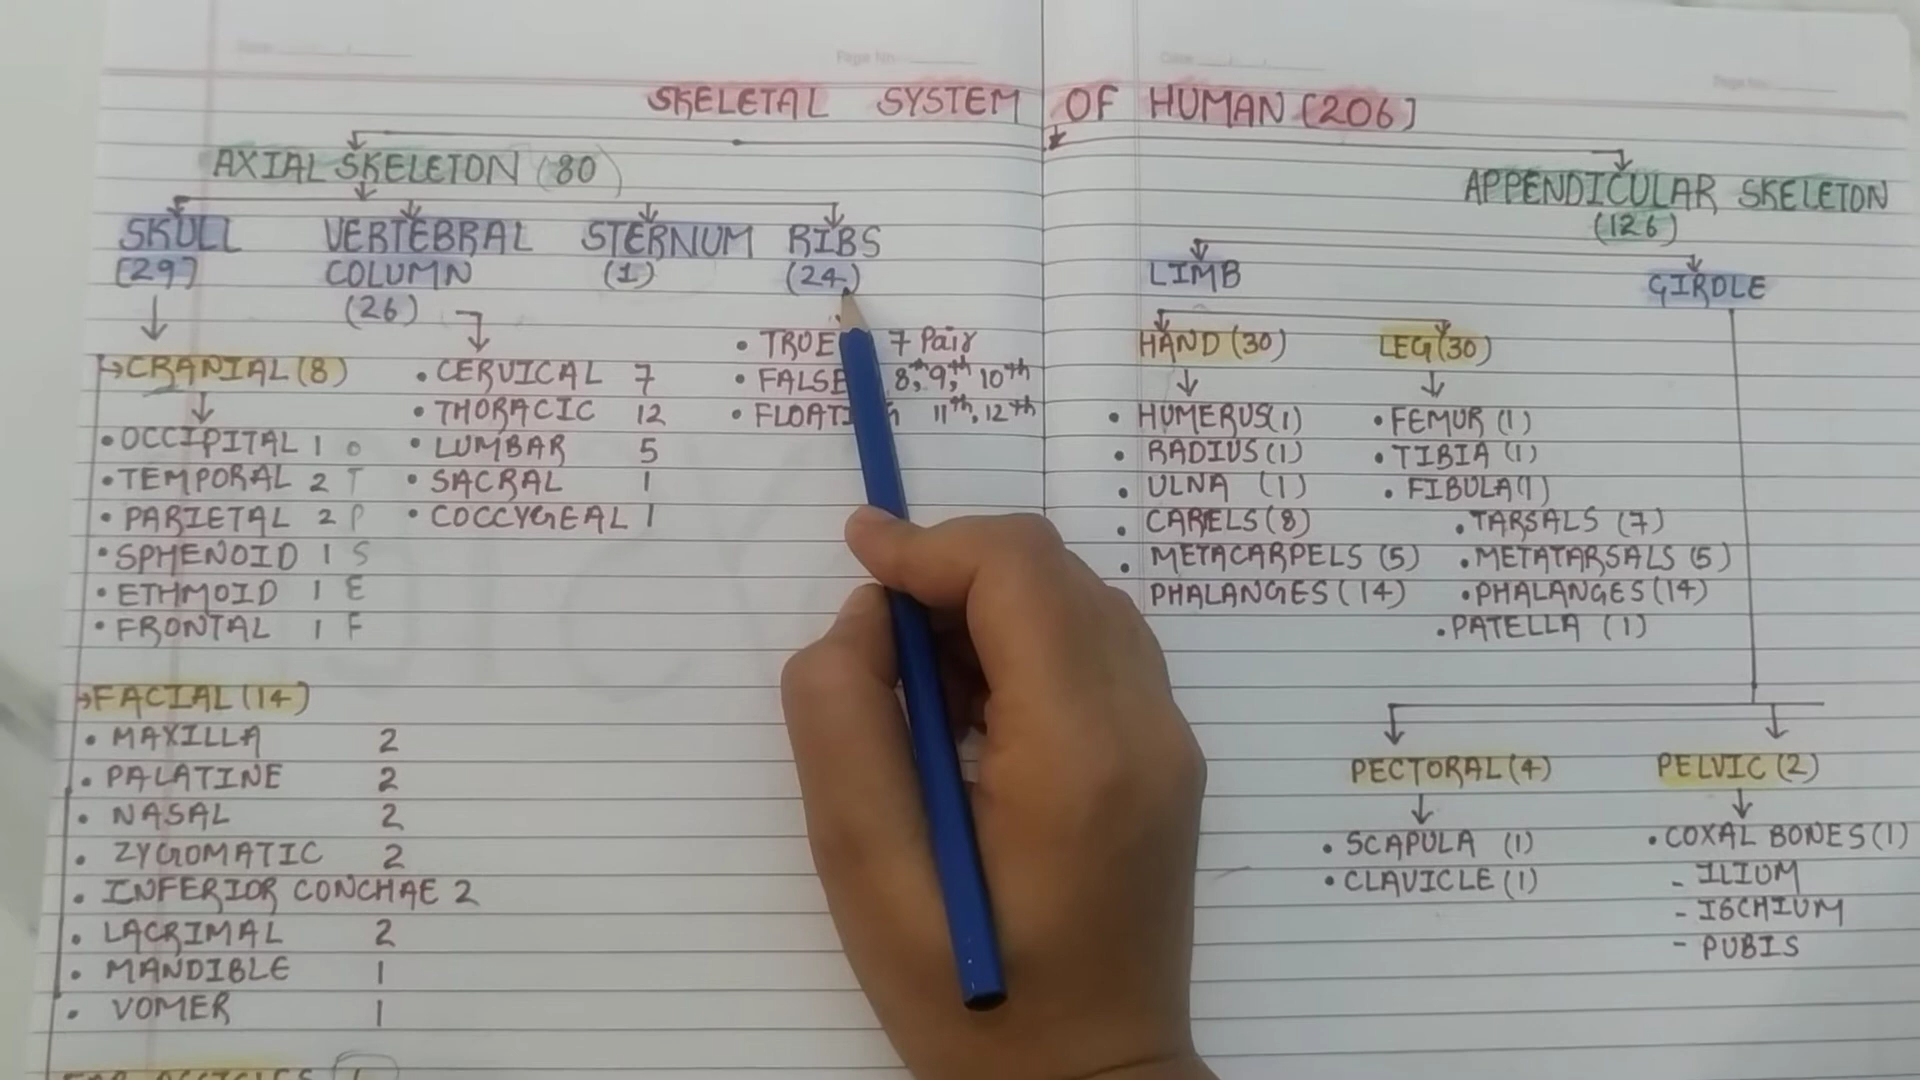 Page No.
Date
Page No.
SKELETAL SYSTEM OF HUMAN (206)
AXIAL SKELETON (80)
SKULL
(29)
VERTEBRAL
COLUMN
(26)
STERNUM
(1)
RIBS
(24)
→CRANIAL (8)
• OCCIPITAL 1 O
• TEMPORAL 2 T
• PARIETAL 2 P
• SPHENOID 1 S
• ETHMOID 1 E
• FRONTAL 1 F
→FACIAL (14)
• MAXILLA 2
• PALATINE 2
• NASAL 2
• ZYGOMATIC 2
• INFERIOR CONCHAE 2
• LACRIMAL 2
• MANDIBLE 1
• VOMER 1
• CERVICAL 7
• THORACIC 12
• LUMBAR 5
• SACRAL 1
• COCCYGEAL 1
• TRUE 7 Pair
• FALSE 8th, 9th, 10th
• FLOATING 11th, 12th
APPENDICULAR SKELETON
(126)
LIMB
HAND (30)
• HUMERUS (1)
• RADIUS (1)
• ULNA (1)
• CARPELS (8)
• METACARPELS (5)
PHALANGES (14)
LEG (30)
• FEMUR (1)
• TIBIA (1)
• FIBULA (1)
• TARSALS (7)
• METATARSALS (5)
• PHALANGES (14)
• PATELLA (1)
GIRDLE
PECTORAL (4)
• SCAPULA (1)
• CLAVICLE (1)
PELVIC (2)
• COXAL BONES (1)
- ILIUM
- ISCHIUM
- PUBIS